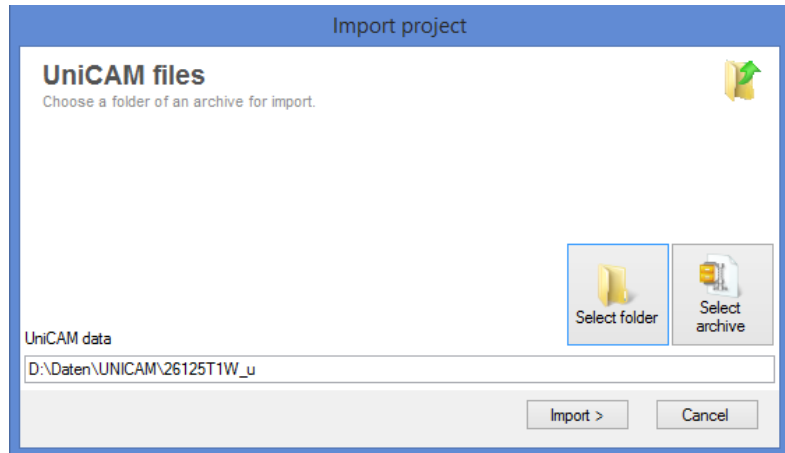 Import project
UniCAM files
Choose a folder of an archive for import.
Select folder
Select
archive
UniCAM data
D:\Daten\UNICAM\26125T1W_u
Import >
Cancel